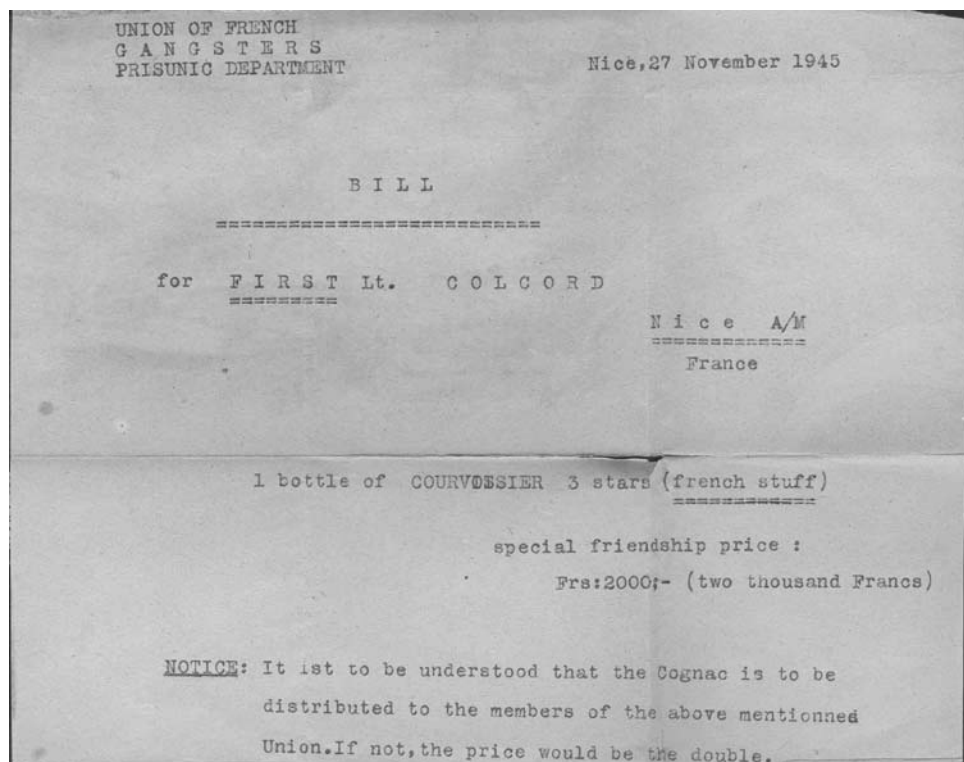 UNION OF FRENCH
G A N G S T E R S
PRISUNIC DEPARTMENT
Nice,27 November 1945
B I L L
===========================
for F I R S T Lt. C O L C O R D
=========
N i c e A/M
=============
France
1 bottle of COURVOISSIER 3 stars (french stuff)
============
special friendship price :
Frs:2000;- (two thousand Francs)
NOTICE: It ist to be understood that the Cognac is to be
distributed to the members of the above mentionned
Union.If not,the price would be the double.